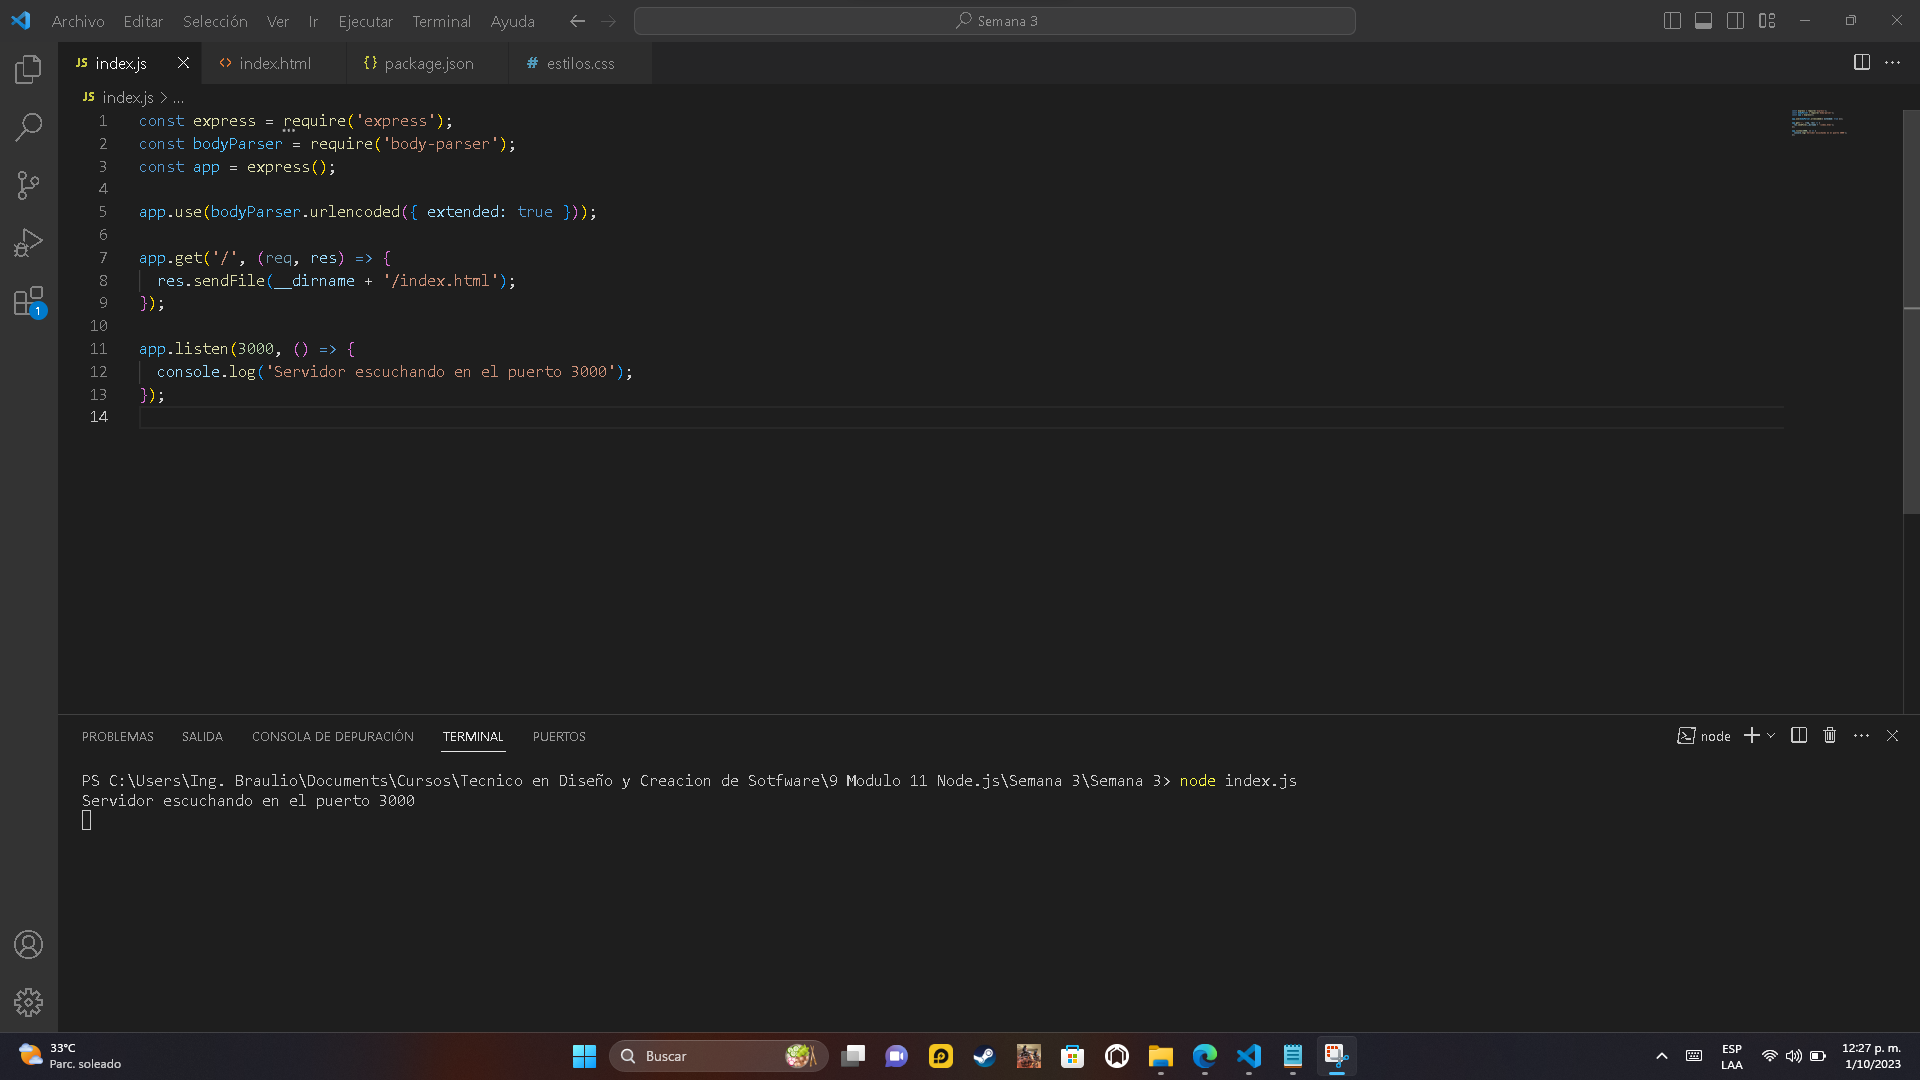 Archivo Editar Selección Ver Ir Ejecutar Terminal Ayuda
Semana 3
JS index.js
<> index.html
{} package.json
# estilos.css
JS index.js > ...
1 const express = require('express');
2 const bodyParser = require('body-parser');
3 const app = express();
4
5 app.use(bodyParser.urlencoded({ extended: true }));
6
7 app.get('/', (req, res) => {
8 res.sendFile(__dirname + '/index.html');
9 });
10
11 app.listen(3000, () => {
12 console.log('Servidor escuchando en el puerto 3000');
13 });
14
1
PROBLEMAS SALIDA CONSOLA DE DEPURACIÓN TERMINAL PUERTOS
node
PS C:\Users\Ing. Braulio\Documents\Cursos\Tecnico en Diseño y Creacion de Sotfware\9 Modulo 11 Node.js\Semana 3\Semana 3> node index.js
Servidor escuchando en el puerto 3000
33°C
Parc. soleado
Buscar
ESP
LAA
12:27 p. m.
1/10/2023